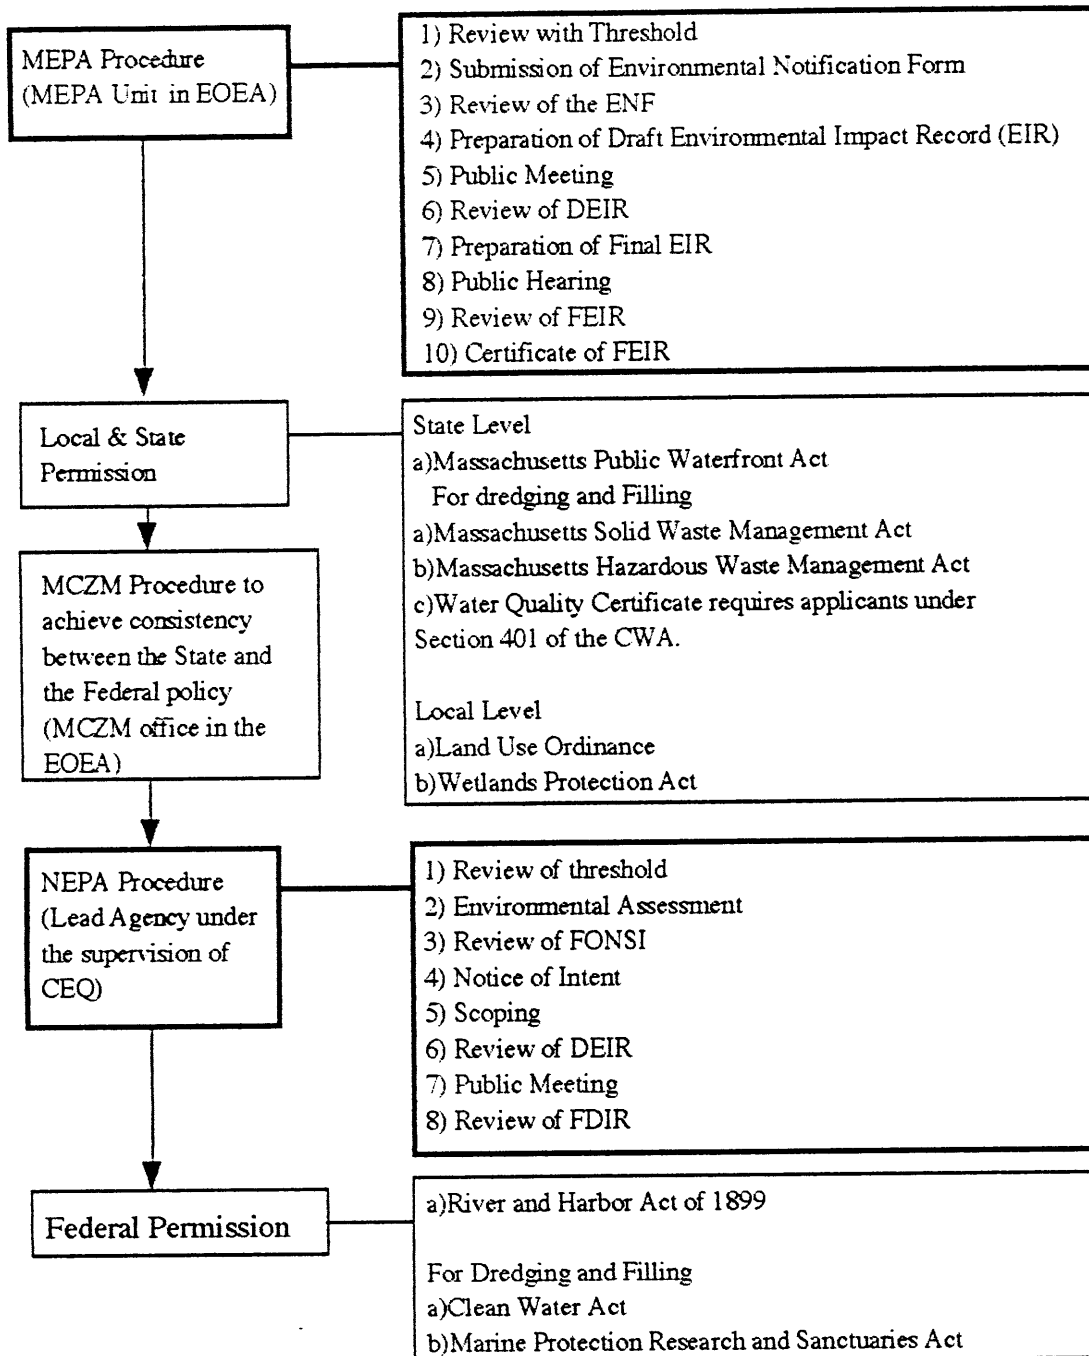 MEPA Procedure
(MEPA Unit in EOEA)
1) Review with Threshold
2) Submission of Environmental Notification Form
3) Review of the ENF
4) Preparation of Draft Environmental Impact Record (EIR)
5) Public Meeting
6) Review of DEIR
7) Preparation of Final EIR
8) Public Hearing
9) Review of FEIR
10) Certificate of FEIR
Local & State
Permission
State Level
a)Massachusetts Public Waterfront Act
For dredging and Filling
a)Massachusetts Solid Waste Management Act
b)Massachusetts Hazardous Waste Management Act
c)Water Quality Certificate requires applicants under
Section 401 of the CWA.
Local Level
a)Land Use Ordinance
b)Wetlands Protection Act
MCZM Procedure to
achieve consistency
between the State and
the Federal policy
(MCZM office in the
EOEA)
NEPA Procedure
(Lead Agency under
the supervision of
CEQ)
1) Review of threshold
2) Environmental Assessment
3) Review of FONSI
4) Notice of Intent
5) Scoping
6) Review of DEIR
7) Public Meeting
8) Review of FDIR
Federal Permission
a)River and Harbor Act of 1899
For Dredging and Filling
a)Clean Water Act
b)Marine Protection Research and Sanctuaries Act